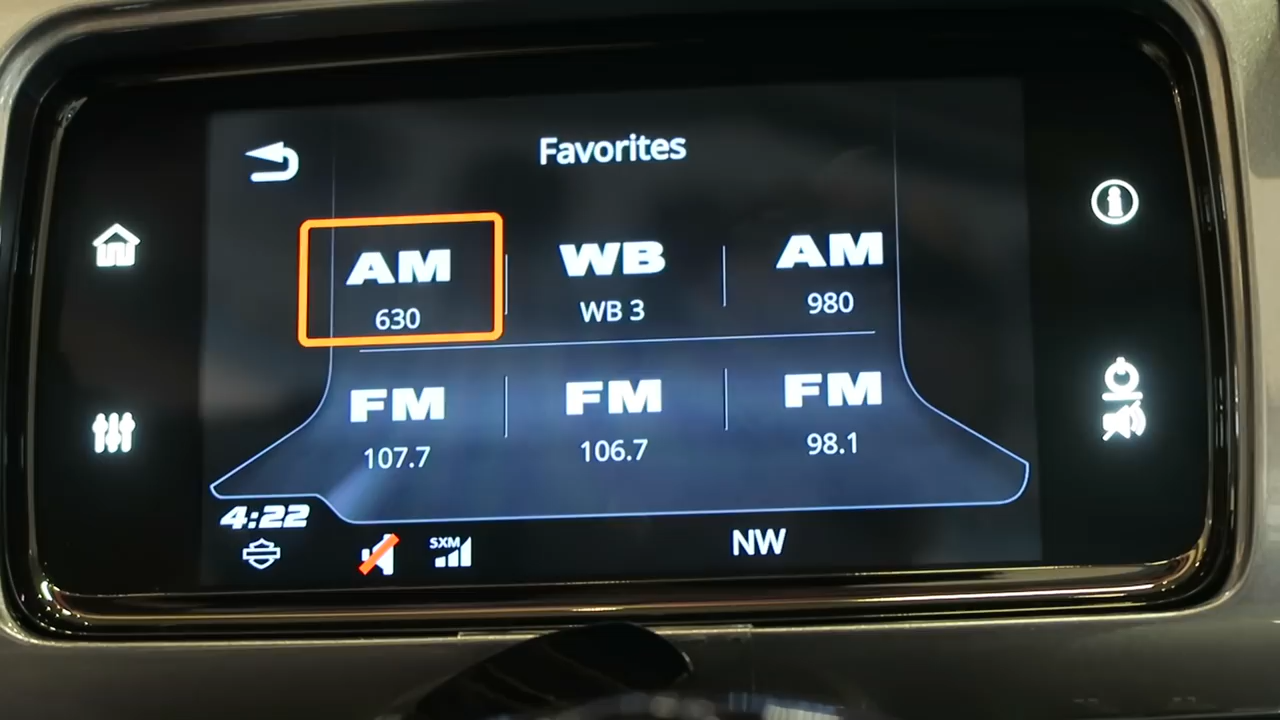 Favorites
AM WB AM
630 WB 3 980
FM FM FM
107.7 106.7 98.1
4:22
SXM
NW